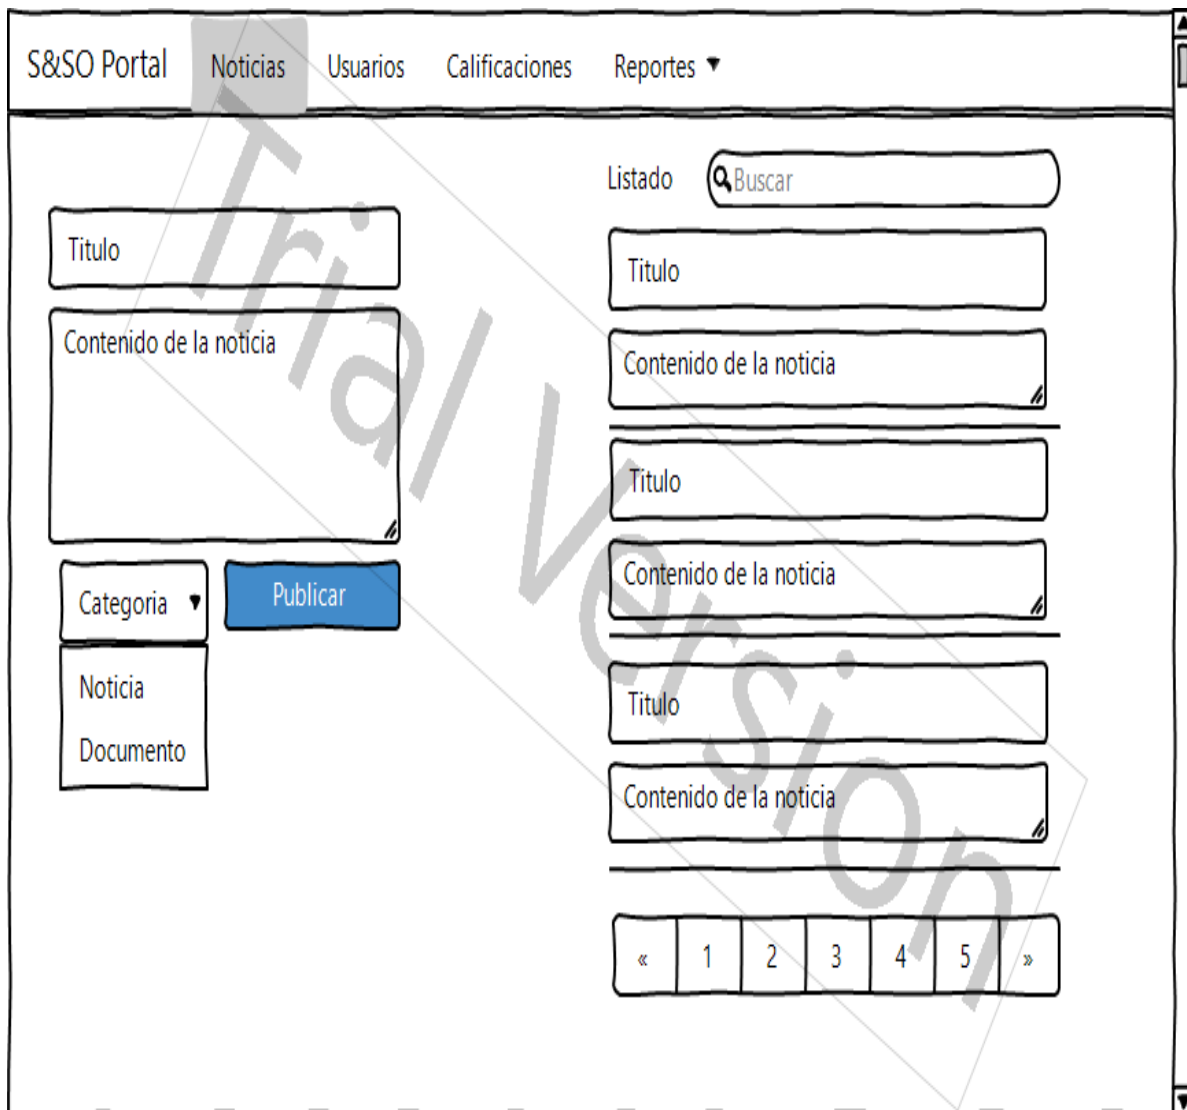 S&SO Portal Noticias Usuarios Calificaciones Reportes
Titulo
Contenido de la noticia
Categoria Publicar
Noticia
Documento
Listado Buscar
Titulo
Contenido de la noticia
Titulo
Contenido de la noticia
Titulo
Contenido de la noticia
« 1 2 3 4 5 »
Trial Version